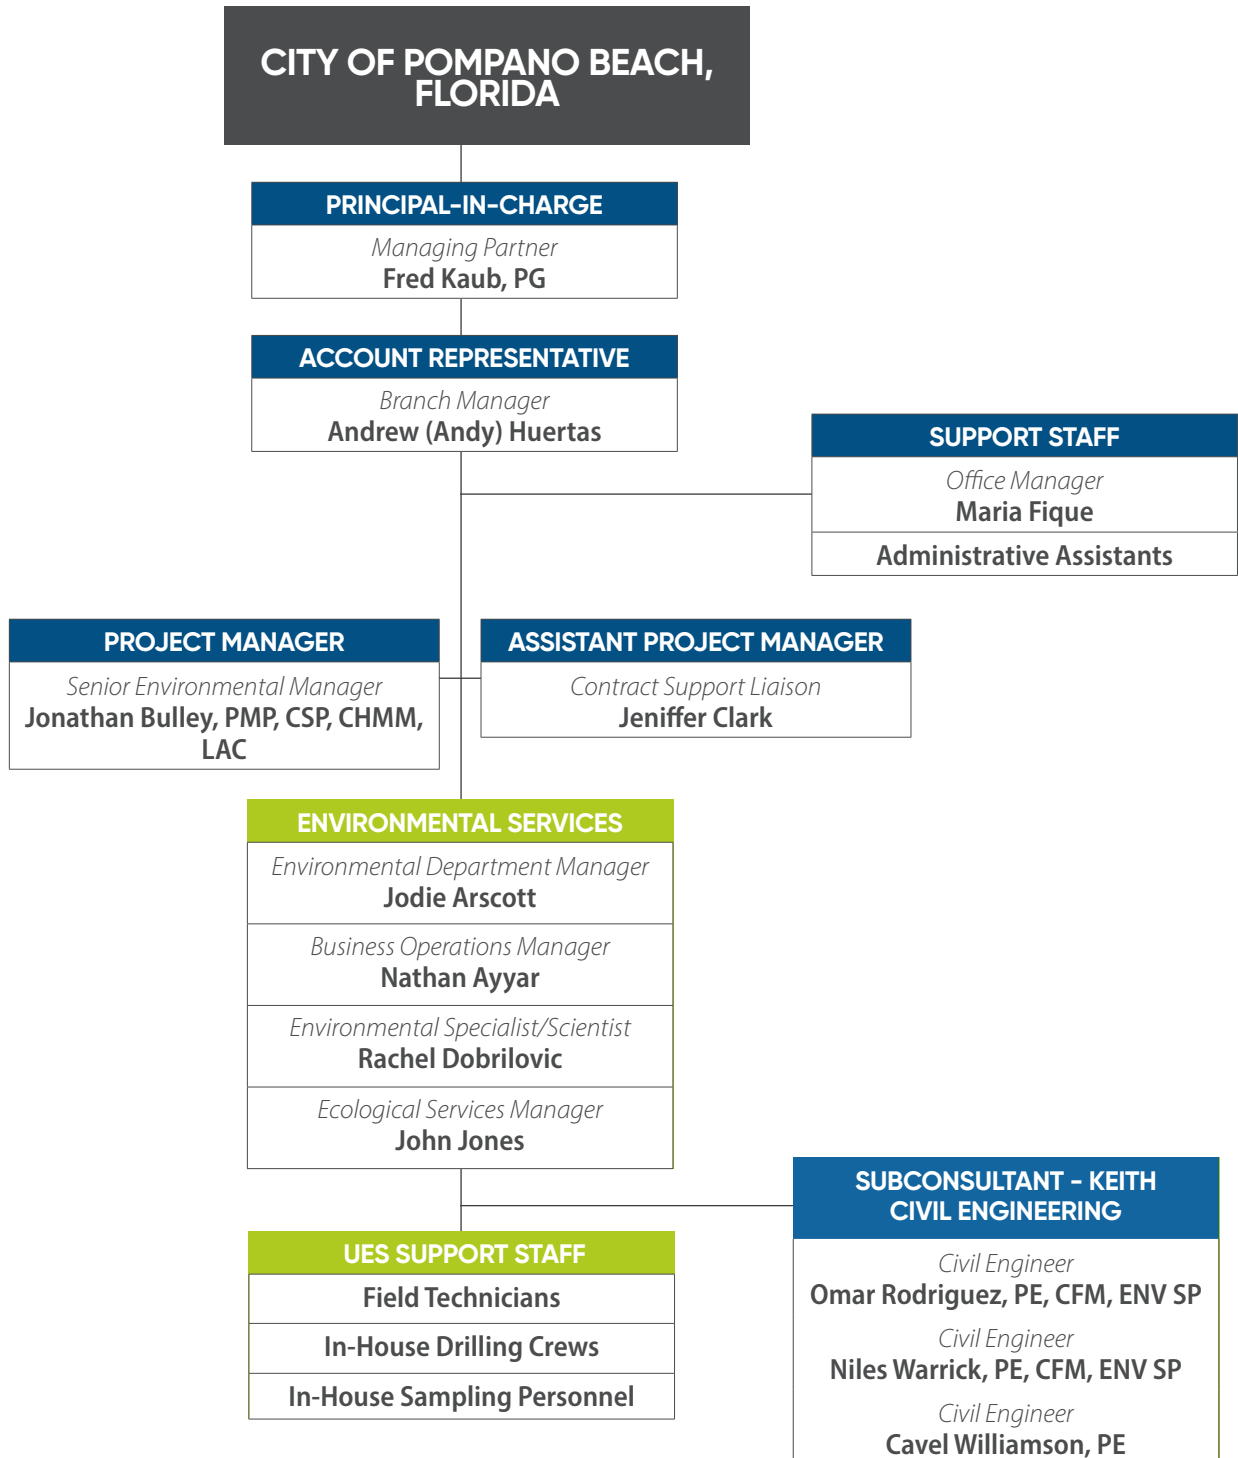 CITY OF POMPANO BEACH,
FLORIDA
PRINCIPAL-IN-CHARGE
Managing Partner
Fred Kaub, PG
ACCOUNT REPRESENTATIVE
Branch Manager
Andrew (Andy) Huertas
SUPPORT STAFF
Office Manager
Maria Fique
Administrative Assistants
PROJECT MANAGER
Senior Environmental Manager
Jonathan Bulley, PMP, CSP, CHMM,
LAC
ASSISTANT PROJECT MANAGER
Contract Support Liaison
Jeniffer Clark
ENVIRONMENTAL SERVICES
Environmental Department Manager
Jodie Arscott
Business Operations Manager
Nathan Ayyar
Environmental Specialist/Scientist
Rachel Dobrilovic
Ecological Services Manager
John Jones
SUBCONSULTANT - KEITH
CIVIL ENGINEERING
Civil Engineer
Omar Rodriguez, PE, CFM, ENV SP
Civil Engineer
Niles Warrick, PE, CFM, ENV SP
Civil Engineer
Cavel Williamson, PE
UES SUPPORT STAFF
Field Technicians
In-House Drilling Crews
In-House Sampling Personnel